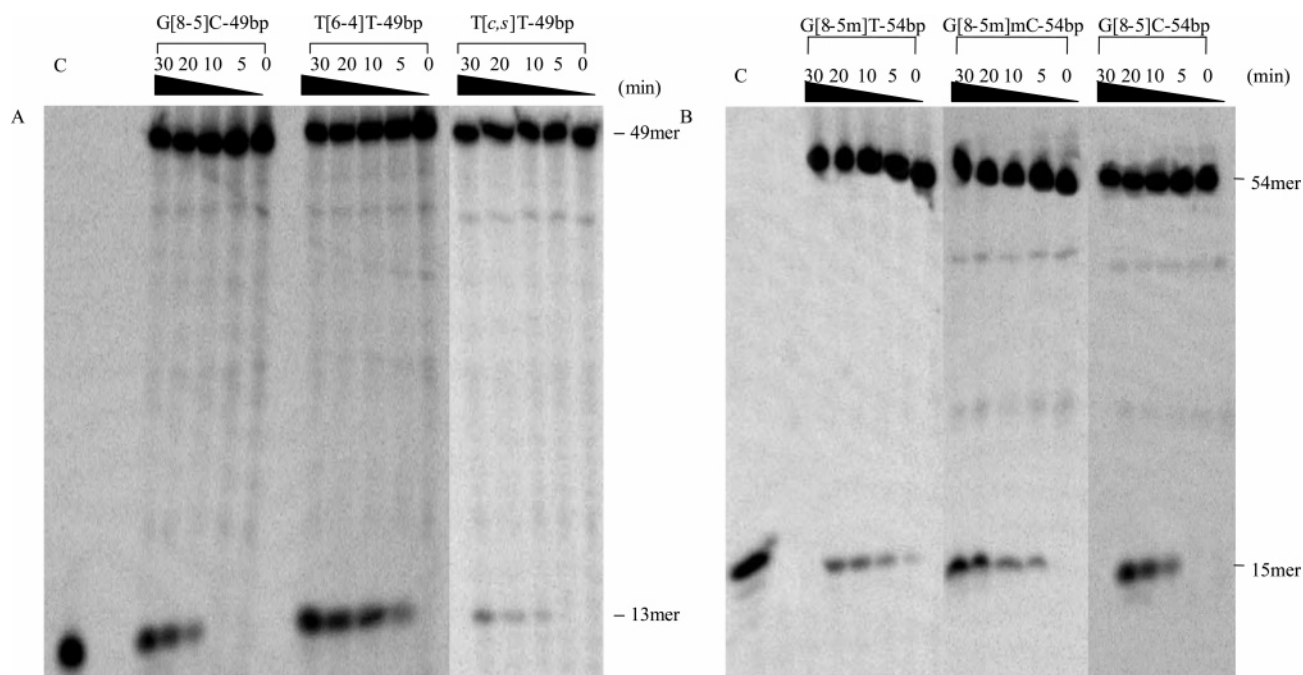 G[8-5]C-49bp T[6-4]T-49bp T[c,s]T-49bp
C 30 20 10 5 0 30 20 10 5 0 30 20 10 5 0 (min)
A
– 49mer
– 13mer
G[8-5m]T-54bp G[8-5m]mC-54bp G[8-5]C-54bp
C 30 20 10 5 0 30 20 10 5 0 30 20 10 5 0 (min)
B
– 54mer
– 15mer